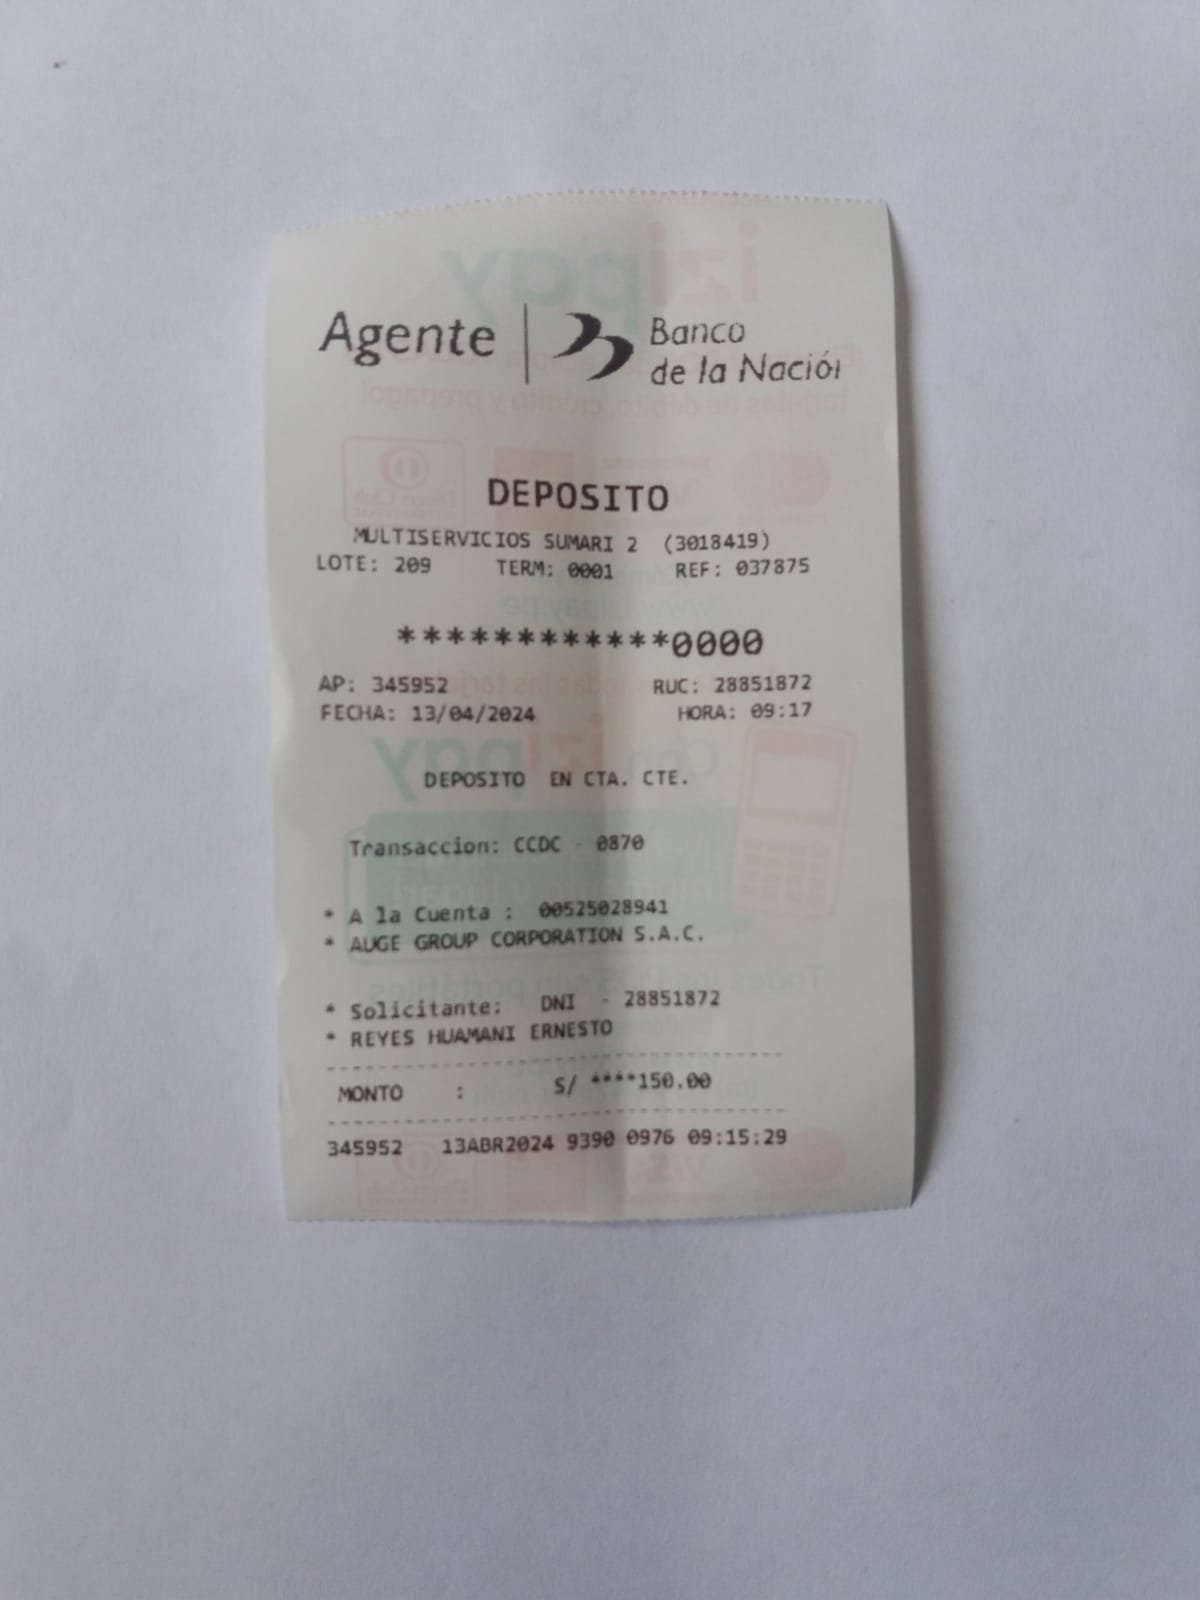 Agente | Banco
de la Nación
DEPOSITO
MULTISERVICIOS SUMARI 2 (3018419)
LOTE: 209 TERM: 0001 REF: 037875
************0000
AP: 345952 RUC: 28851872
FECHA: 13/04/2024 HORA: 09:17
DEPOSITO EN CTA. CTE.
Transaccion: CCDC - 0870
* A la Cuenta : 00525028941
* AUGE GROUP CORPORATION S.A.C.
* Solicitante: DNI - 28851872
* REYES HUAMANI ERNESTO
MONTO : S/ ****150.00
345952 13ABR2024 9390 0976 09:15:29